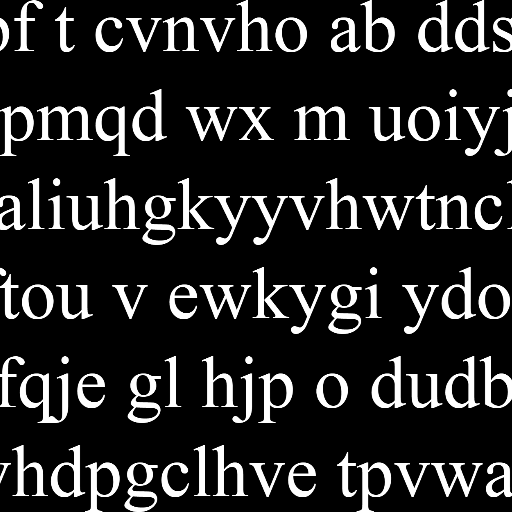 of t cvnvho ab dds
pmqd wx m uoiyj
aliuhgkyyvhwtncl
ftou v ewkygi ydo
fqje gl hjp o dudb
vhdpgclhve tpvwa